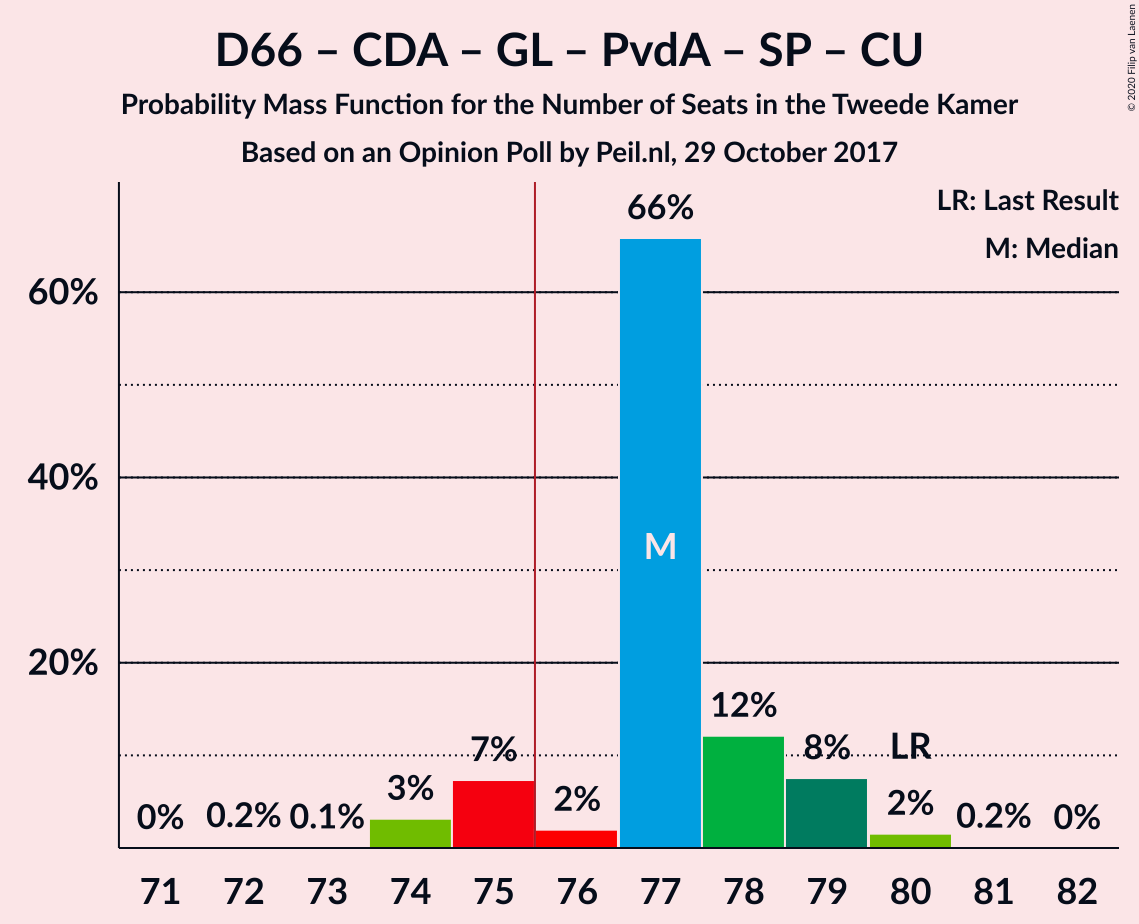 D66 – CDA – GL – PvdA – SP – CU
Probability Mass Function for the Number of Seats in the Tweede Kamer
Based on an Opinion Poll by Peil.nl, 29 October 2017
© 2020 Filip van Laenen
LR: Last Result
M: Median
60%
40%
20%
0% 0.2% 0.1% 3% 7% 2% 66% 12% 8% 2% 0.2% 0%
LR
M
71 72 73 74 75 76 77 78 79 80 81 82